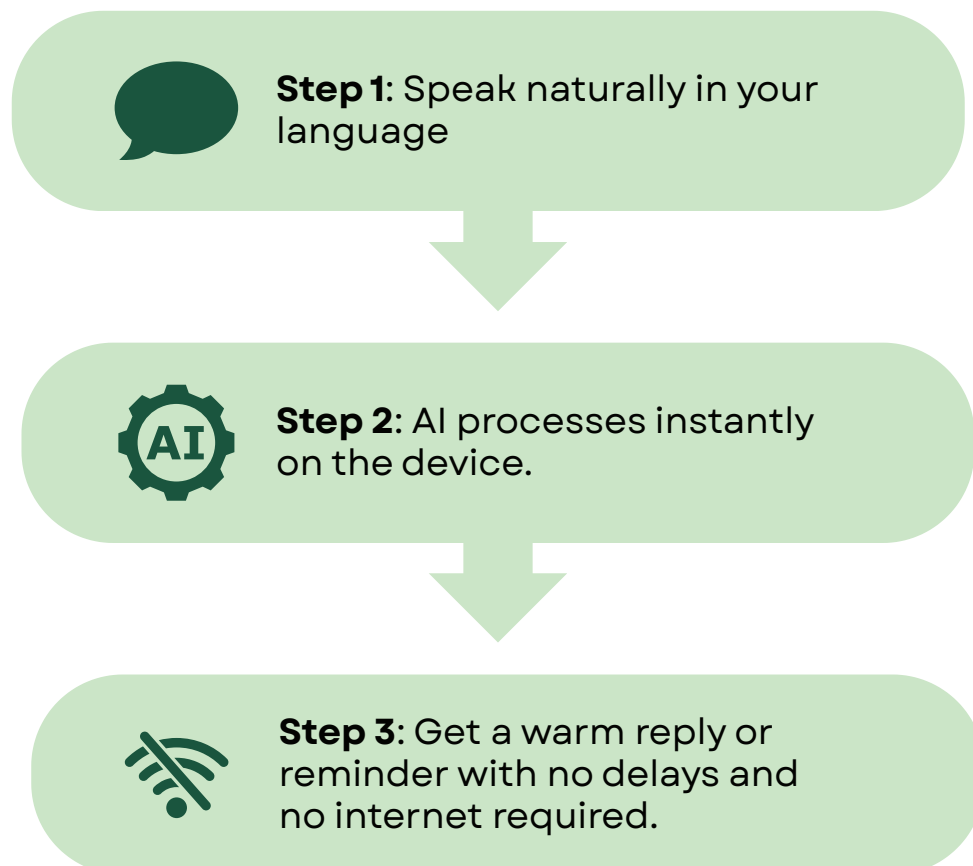 Step 1: Speak naturally in your
language
AI
Step 2: AI processes instantly
on the device.
Step 3: Get a warm reply or
reminder with no delays and
no internet required.